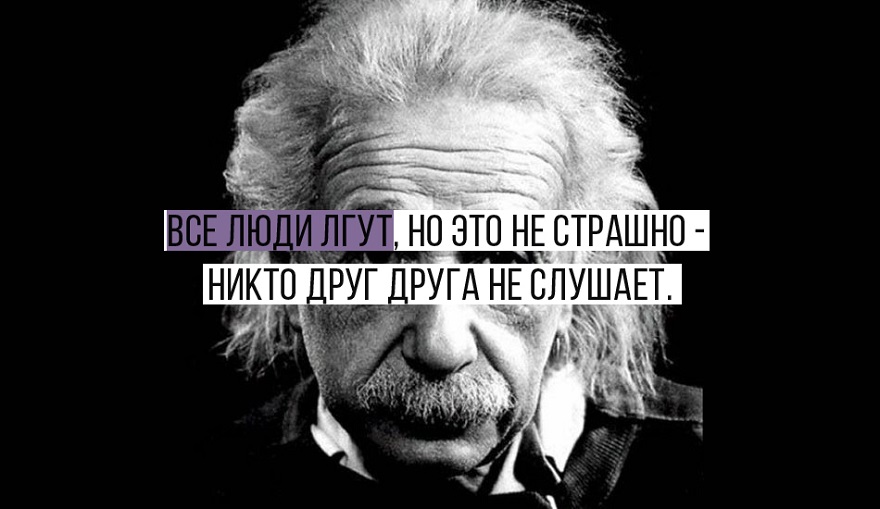 ВСЕ ЛЮДИ ЛГУТ, НО ЭТО НЕ СТРАШНО -
НИКТО ДРУГ ДРУГА НЕ СЛУШАЕТ.